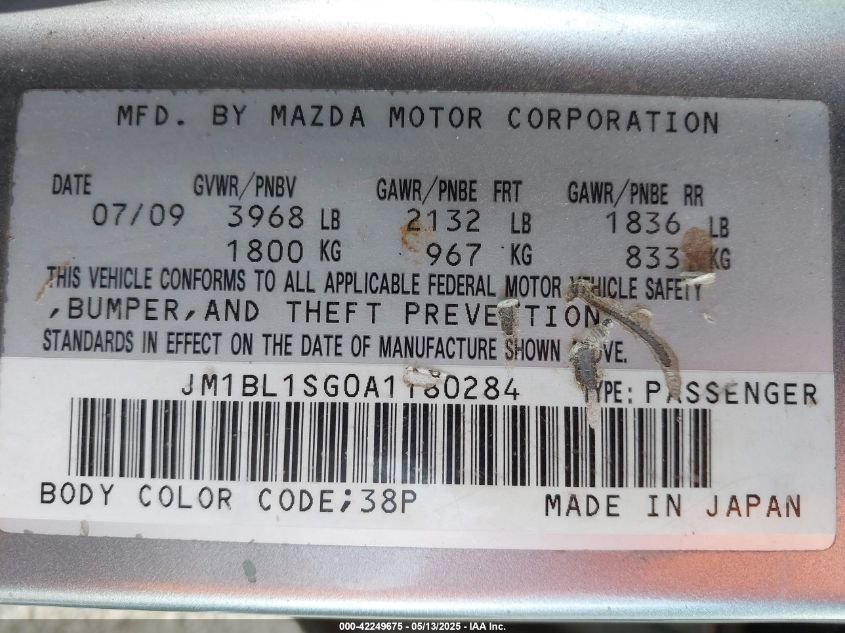 MFD. BY MAZDA MOTOR CORPORATION
DATE GVWR/PNBV GAWR/PNBE FRT GAWR/PNBE RR
07/09 3968 LB 2132 LB 1836 LB
1800 KG 967 KG 833 KG
THIS VEHICLE CONFORMS TO ALL APPLICABLE FEDERAL MOTOR VEHICLE SAFETY
,BUMPER,AND THEFT PREVENTION
STANDARDS IN EFFECT ON THE DATE OF MANUFACTURE SHOWN ABOVE.
TYPE: PASSENGER
BODY COLOR CODE;38P MADE IN JAPAN
000-42249675 - 05/13/2025 - IAA Inc.